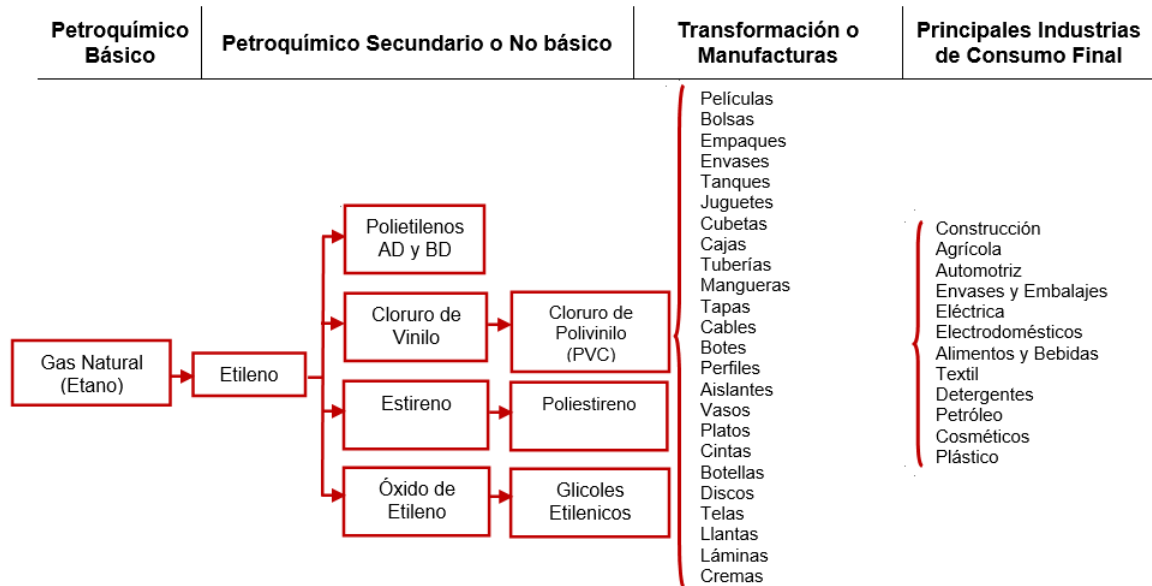 Petroquímico
Básico
Petroquímico Secundario o No básico
Transformación o
Manufacturas
Principales Industrias
de Consumo Final
Gas Natural
(Etano)
Etileno
Polietilenos
AD y BD
Cloruro de
Vinilo
Cloruro de
Polivinilo
(PVC)
Estireno
Poliestireno
Óxido de
Etileno
Glicoles
Etilenicos
Películas
Bolsas
Empaques
Envases
Tanques
Juguetes
Cubetas
Cajas
Tuberías
Mangueras
Tapas
Cables
Botes
Perfiles
Aislantes
Vasos
Platos
Cintas
Botellas
Discos
Telas
Llantas
Láminas
Cremas
Construcción
Agrícola
Automotriz
Envases y Embalajes
Eléctrica
Electrodomésticos
Alimentos y Bebidas
Textil
Detergentes
Petróleo
Cosméticos
Plástico